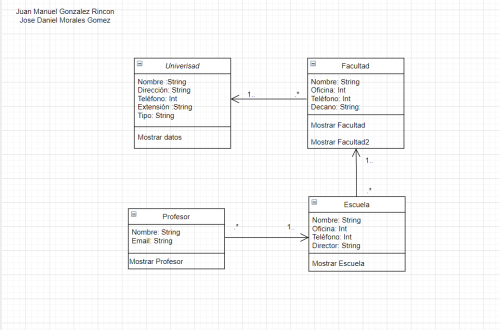 Juan Manuel Gonzalez Rincon
Jose Daniel Morales Gomez
Univerisad
Nombre :String
Dirección: String
Teléfono: Int
Extensión :String
Tipo: String
Mostrar datos
1..
.*
Facultad
Nombre: String
Oficina: Int
Teléfono: Int
Decano: String
Mostrar Facultad
Mostrar Facultad2
1..
.*
Profesor
Nombre: String
Email: String
Mostrar Profesor
*
1..
Escuela
Nombre: String
Oficina: Int
Teléfono: Int
Director: String
Mostrar Escuela